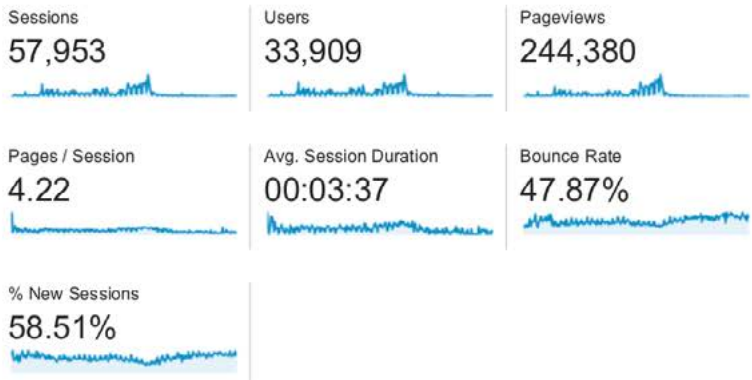 Sessions
57,953
Users
33,909
Pageviews
244,380
Pages / Session
4.22
Avg. Session Duration
00:03:37
Bounce Rate
47.87%
% New Sessions
58.51%